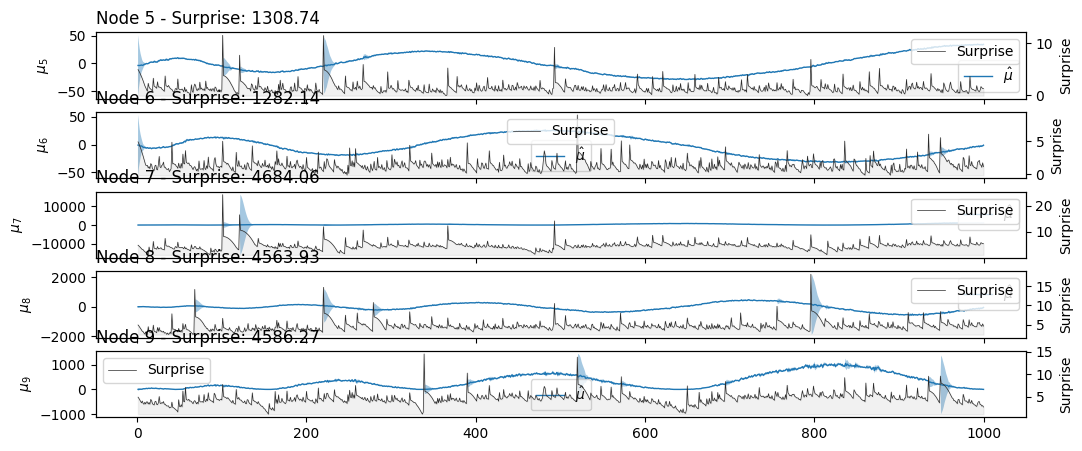 Node 5 - Surprise: 1308.74
50
0
−50
μ5
10
0
Surprise
Surprise
μ̂
Node 6 - Surprise: 1282.14
50
0
−50
μ6
5
0
Surprise
Surprise
μ̂
Node 7 - Surprise: 4684.06
10000
0
−10000
μ7
20
10
Surprise
Surprise
μ̂
Node 8 - Surprise: 4563.93
2000
0
−2000
μ8
15
10
5
Surprise
Surprise
μ̂
Node 9 - Surprise: 4586.27
1000
0
−1000
μ9
15
10
5
Surprise
Surprise
μ̂
0 200 400 600 800 1000